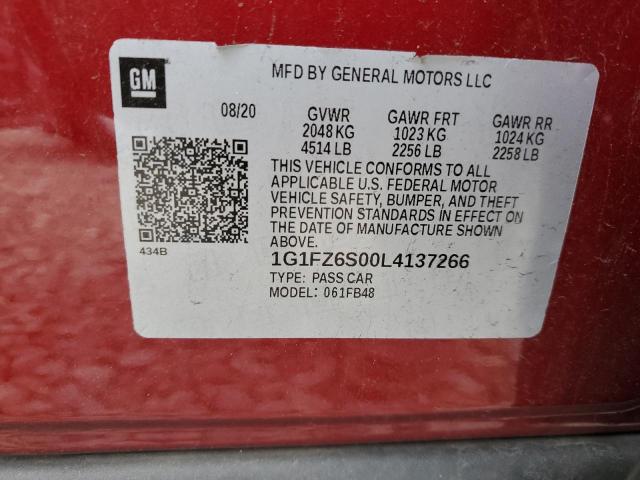 GM
MFD BY GENERAL MOTORS LLC
08/20 GVWR GAWR FRT GAWR RR
2048 KG 1023 KG 1024 KG
4514 LB 2256 LB 2258 LB
THIS VEHICLE CONFORMS TO ALL
APPLICABLE U.S. FEDERAL MOTOR
VEHICLE SAFETY, BUMPER, AND THEFT
PREVENTION STANDARDS IN EFFECT ON
THE DATE OF MANUFACTURE SHOWN
ABOVE.
434B
1G1FZ6S00L4137266
TYPE: PASS CAR
MODEL: 061FB48